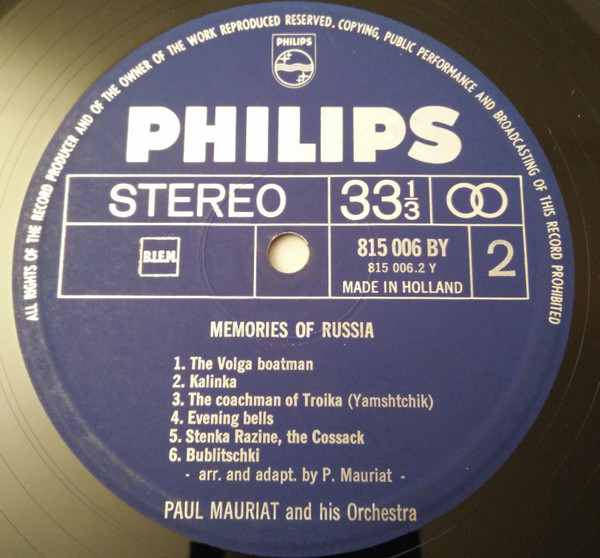 ALL RIGHTS OF THE RECORD PRODUCER AND OF THE OWNER OF THE WORK REPRODUCED RESERVED. COPYING, PUBLIC PERFORMANCE AND BROADCASTING OF THIS RECORD PROHIBITED
PHILIPS
PHILIPS
STEREO 33⅓
B.I.E.M.
815 006 BY
815 006.2 Y
MADE IN HOLLAND
2
MEMORIES OF RUSSIA
1. The Volga boatman
2. Kalinka
3. The coachman of Troika (Yamshtchik)
4. Evening bells
5. Stenka Razine, the Cossack
6. Bublitschki
- arr. and adapt. by P. Mauriat -
PAUL MAURIAT and his Orchestra